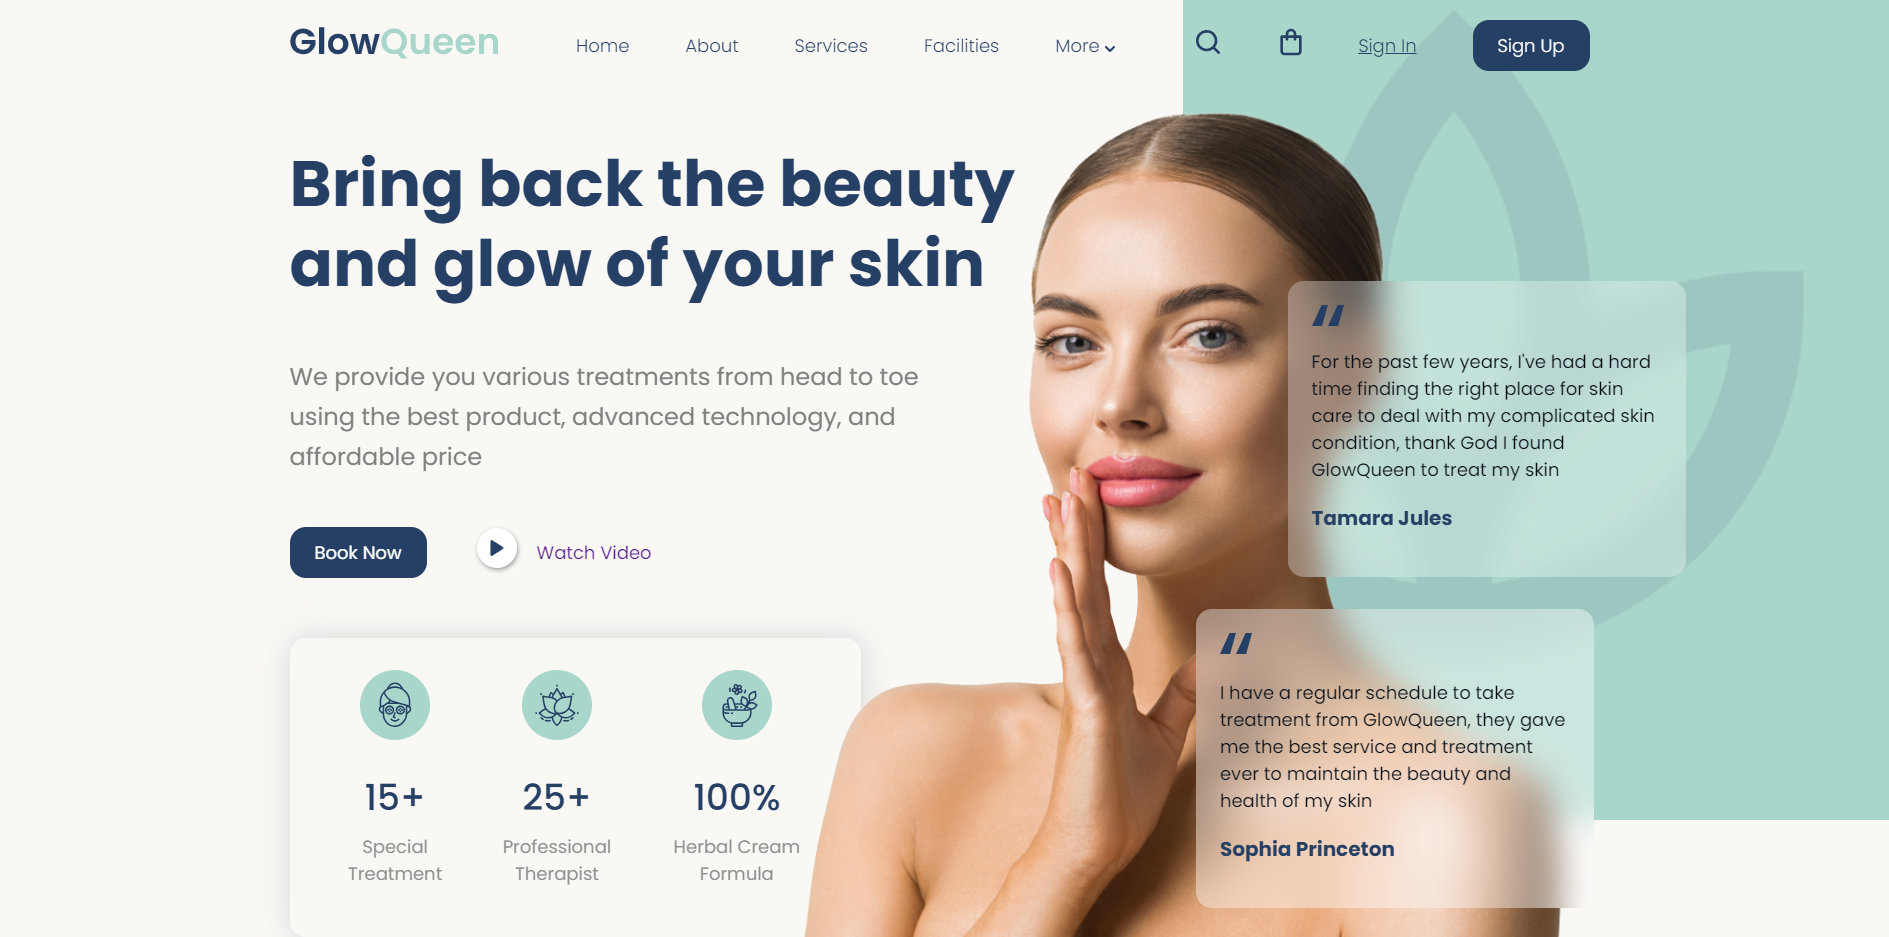 GlowQueen
Home
About
Services
Facilities
More
Sign In
Sign Up
Bring back the beauty
and glow of your skin
We provide you various treatments from head to toe
using the best product, advanced technology, and
affordable price
Book Now
Watch Video
15+
Special
Treatment
25+
Professional
Therapist
100%
Herbal Cream
Formula
“
For the past few years, I've had a hard
time finding the right place for skin
care to deal with my complicated skin
condition, thank God I found
GlowQueen to treat my skin
Tamara Jules
“
I have a regular schedule to take
treatment from GlowQueen, they gave
me the best service and treatment
ever to maintain the beauty and
health of my skin
Sophia Princeton